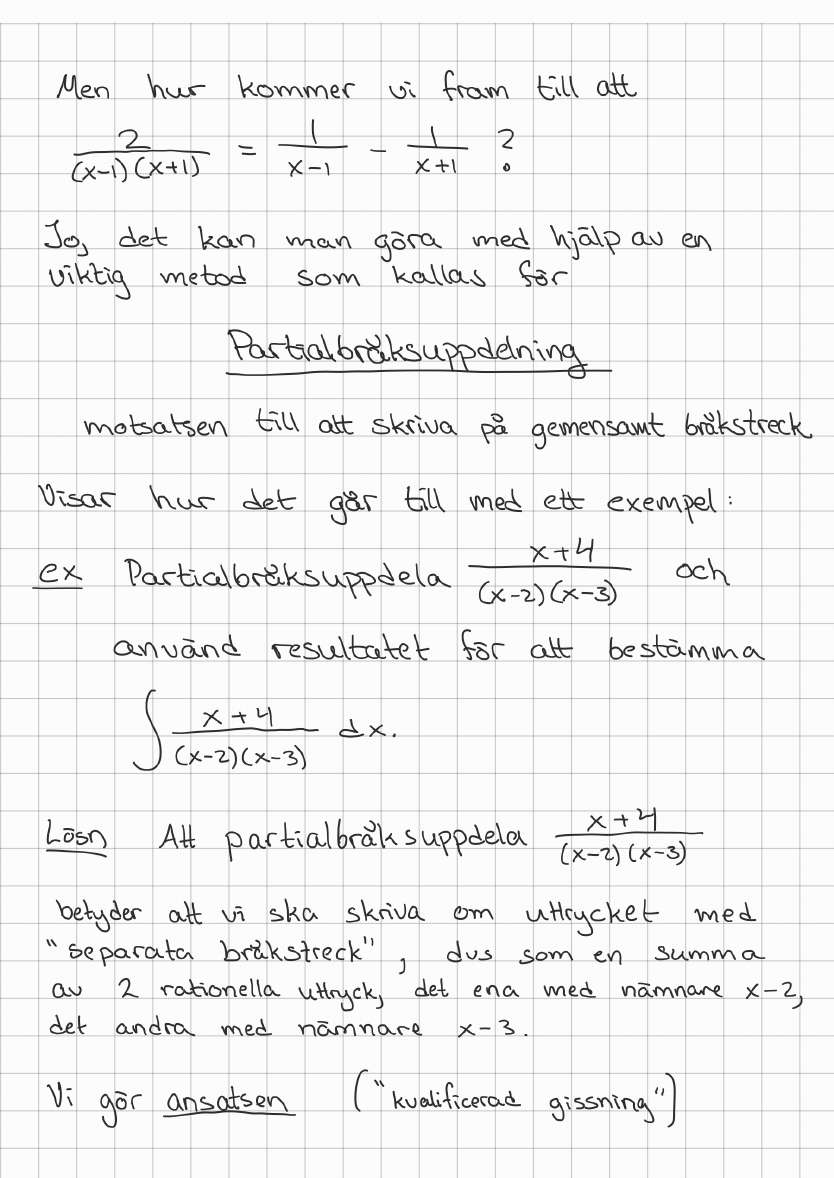 Men hur kommer vi fram till att
2/((x-1)(x+1)) = 1/(x-1) - 1/(x+1) ?
Jo, det kan man göra med hjälp av en
viktig metod som kallas för
Partialbråksuppdelning
motsatsen till att skriva på gemensamt bråkstreck
Visar hur det går till med ett exempel:
ex Partialbråksuppdela (x+4)/((x-2)(x-3)) och
använd resultatet för att bestämma
∫ (x+4)/((x-2)(x-3)) dx.
Lösn Att partialbråksuppdela (x+4)/((x-2)(x-3))
betyder att vi ska skriva om uttrycket med
"separata bråkstreck", dvs som en summa
av 2 rationella uttryck, det ena med nämnare x-2,
det andra med nämnare x-3.
Vi gör ansatsen ("kvalificerad gissning")